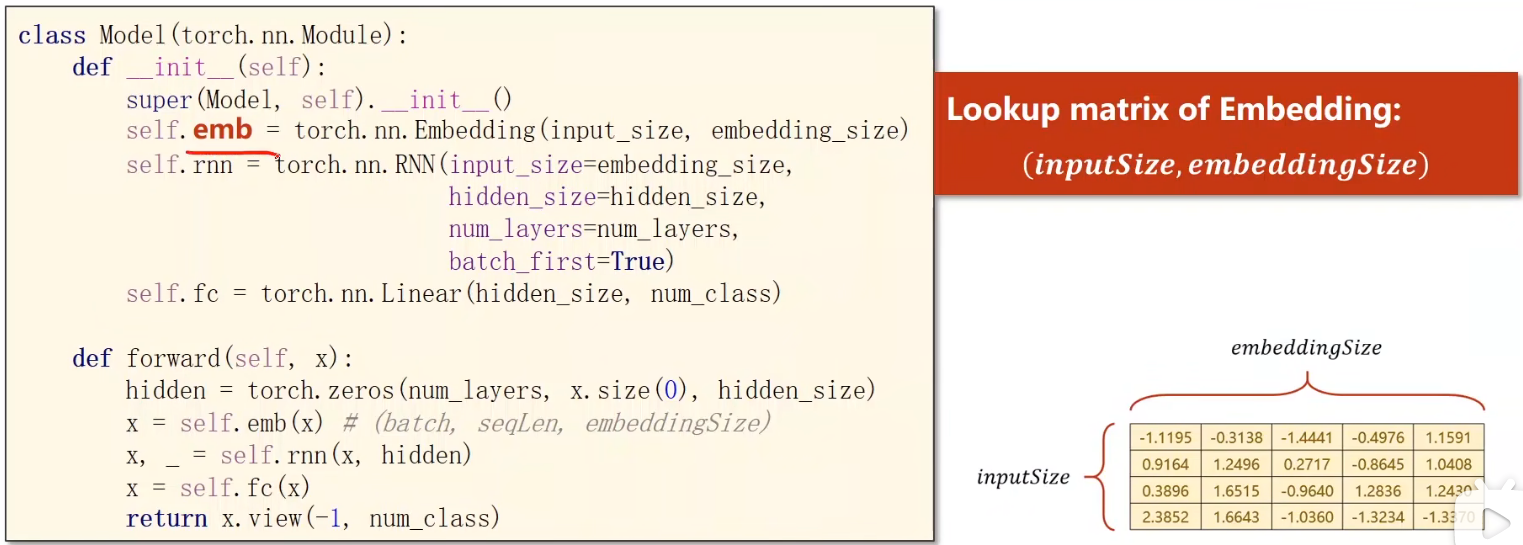 class Model(torch.nn.Module):
    def __init__(self):
        super(Model, self).__init__()
        self.emb = torch.nn.Embedding(input_size, embedding_size)
        self.rnn = torch.nn.RNN(input_size=embedding_size,
                                hidden_size=hidden_size,
                                num_layers=num_layers,
                                batch_first=True)
        self.fc = torch.nn.Linear(hidden_size, num_class)
    def forward(self, x):
        hidden = torch.zeros(num_layers, x.size(0), hidden_size)
        x = self.emb(x) # (batch, seqLen, embeddingSize)
        x, _ = self.rnn(x, hidden)
        x = self.fc(x)
        return x.view(-1, num_class)
Lookup matrix of Embedding:
(inputSize, embeddingSize)
embeddingSize
inputSize
-1.1195 -0.3138 -1.4441 -0.4976 1.1591
0.9164 1.2496 0.2717 -0.8645 1.0408
0.3896 1.6515 -0.9640 1.2836 1.2430
2.3852 1.6643 -1.0360 -1.3234 -1.3370